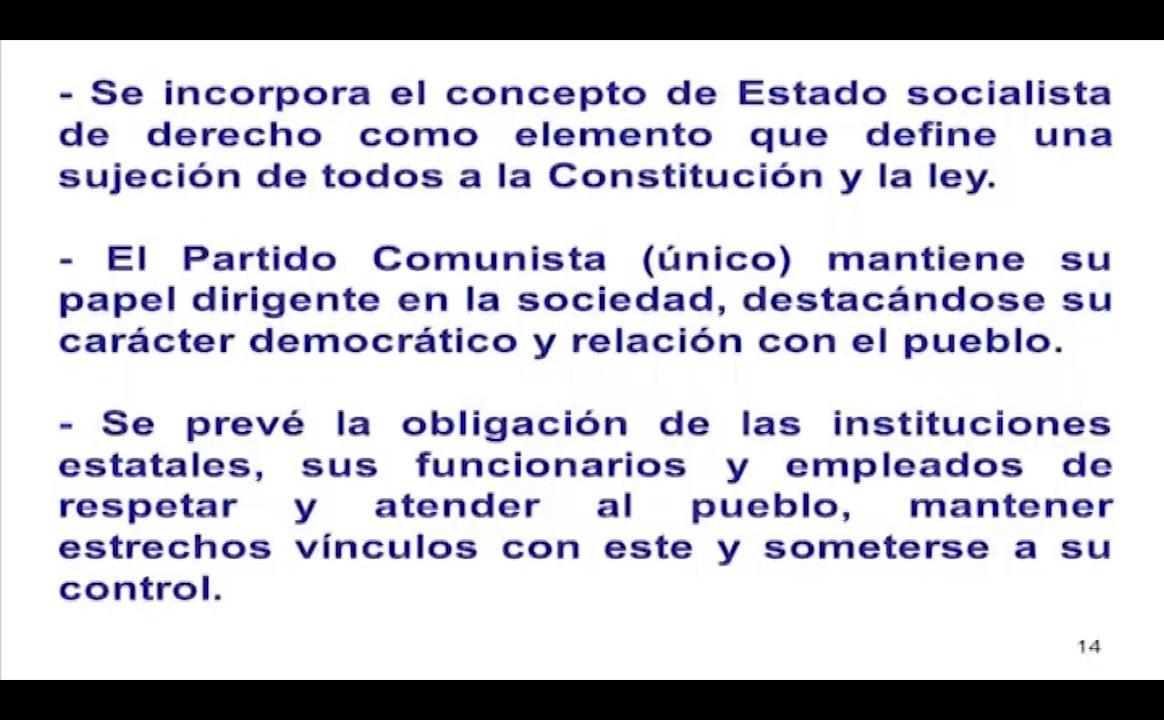 - Se incorpora el concepto de Estado socialista
de derecho como elemento que define una
sujeción de todos a la Constitución y la ley.
- El Partido Comunista (único) mantiene su
papel dirigente en la sociedad, destacándose su
carácter democrático y relación con el pueblo.
- Se prevé la obligación de las instituciones
estatales, sus funcionarios y empleados de
respetar y atender al pueblo, mantener
estrechos vínculos con este y someterse a su
control.
14